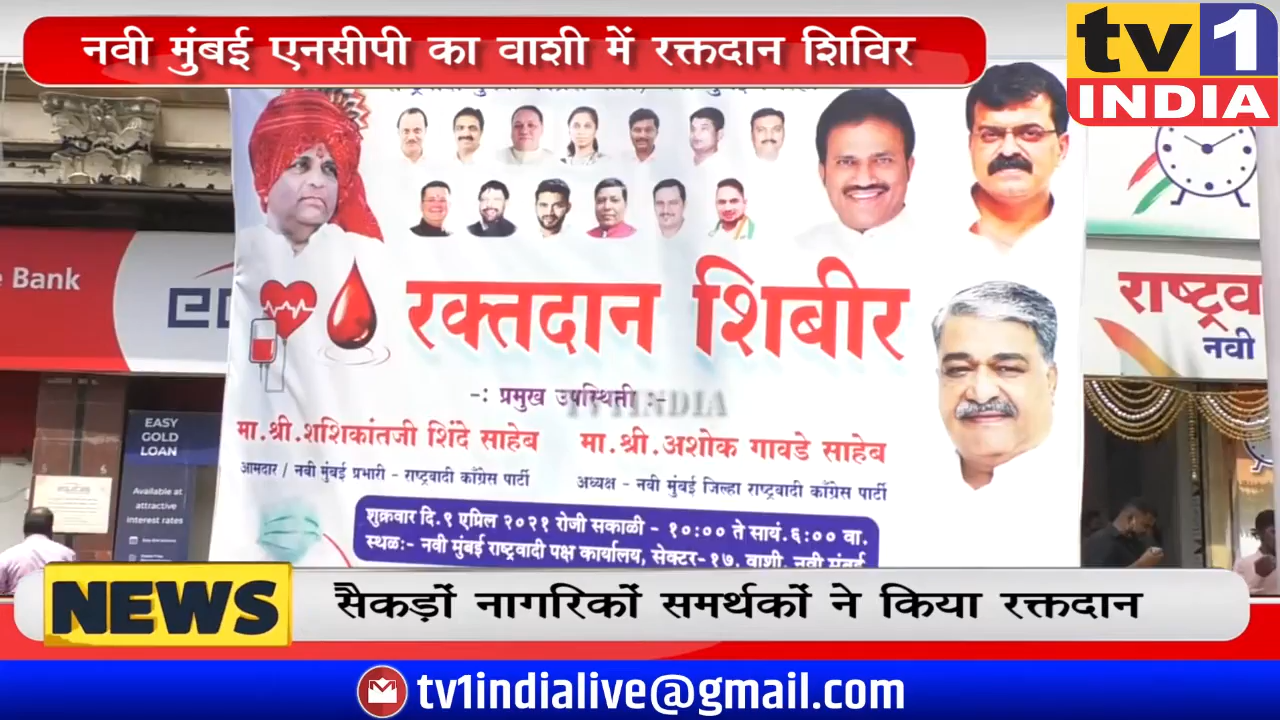 नवी मुंबई एनसीपी का वाशी में रक्तदान शिविर
tv1
INDIA
Bank
रक्तदान शिबीर
-: प्रमुख उपस्थिती :-
TV1 INDIA
मा.श्री.शशिकांतजी शिंदे साहेब
मा.श्री.अशोक गावडे साहेब
आमदार / नवी मुंबई प्रभारी - राष्ट्रवादी काँग्रेस पार्टी
अध्यक्ष - नवी मुंबई जिल्हा राष्ट्रवादी काँग्रेस पार्टी
शुक्रवार दि.९ एप्रिल २०२१ रोजी सकाळी - १०:०० ते सायं.६:०० वा.
स्थळ:- नवी मुंबई राष्ट्रवादी पक्ष कार्यालय, सेक्टर-१७, वाशी, नवी मुंबई
नवी
EASY
GOLD
LOAN
Available at
attractive
interest rates
NEWS
सैकड़ों नागरिकों समर्थकों ने किया रक्तदान
tv1indialive@gmail.com